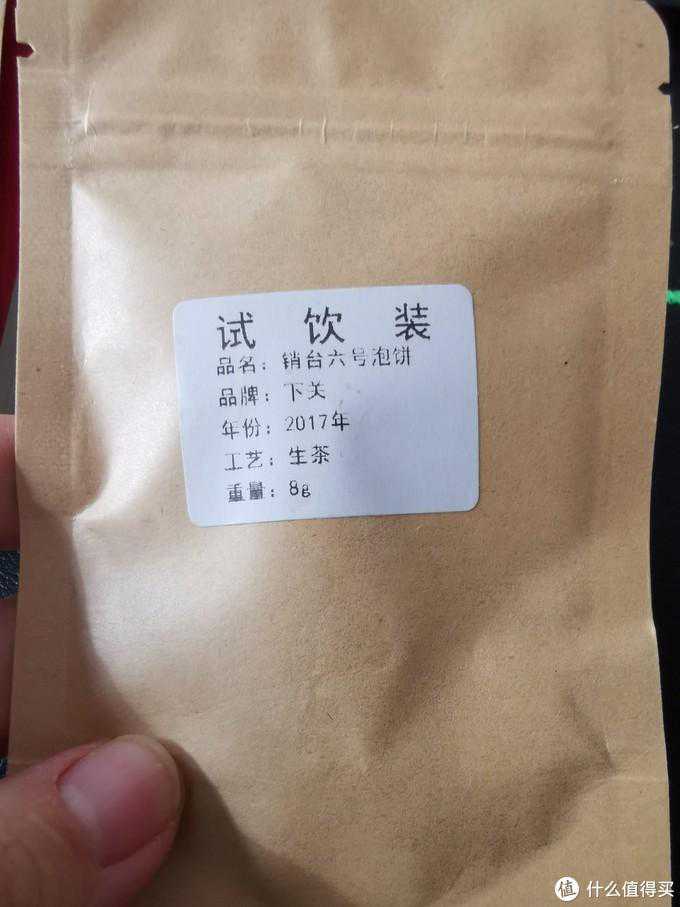 试饮装
品名：销台六号泡饼
品牌：下关
年份：2017年
工艺：生茶
重量：8g
值 什么值得买